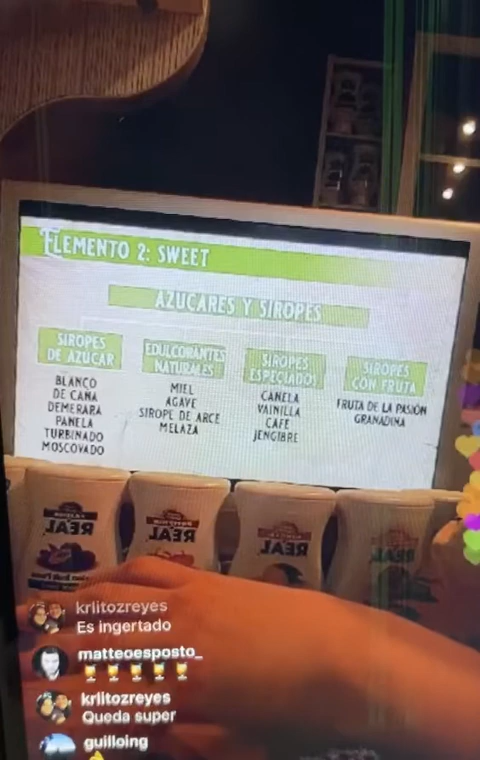 ELEMENTO 2: SWEET
AZUCARES Y SIROPES
SIROPES
DE AZUCAR
BLANCO
DE CAÑA
DEMERARA
PANELA
TURBINADO
MOSCOVADO
EDULCORANTES
NATURALES
MIEL
AGAVE
SIROPE DE ARCE
MELAZA
SIROPES
ESPECIADOS
CANELA
VAINILLA
CAFE
JENGIBRE
SIROPES
CON FRUTA
FRUTA DE LA PASIÓN
GRANADINA
REAL
REAL
REAL
REAL
krlitozreyes
Es ingertado
matteoesposto_
krlitozreyes
Queda super
guilloing